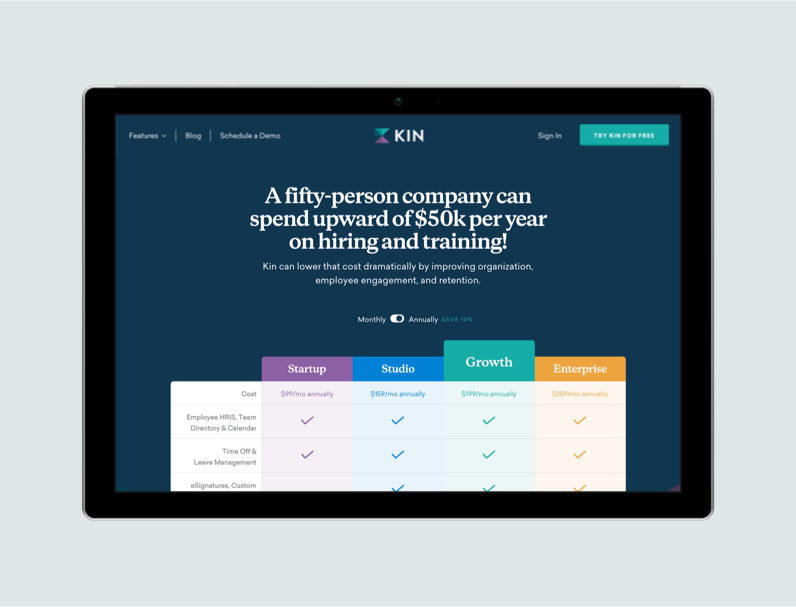 Features
Blog
Schedule a Demo
KIN
Sign In
TRY KIN FOR FREE
A fifty-person company can
spend upward of $50k per year
on hiring and training!
Kin can lower that cost dramatically by improving organization,
employee engagement, and retention.
Monthly
Annually
SAVE 10%
Startup
Studio
Growth
Enterprise
Cost
$99/mo annually
$159/mo annually
$199/mo annually
$259/mo annually
Employee HRIS, Team
Directory & Calendar
Time Off &
Leave Management
eSignatures, Custom